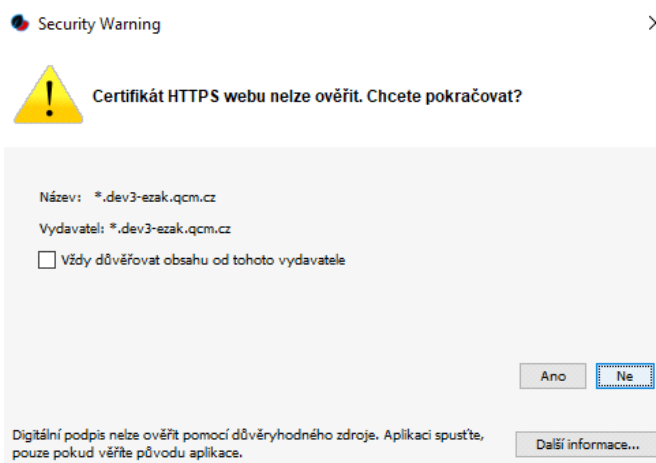 Security Warning
Certifikát HTTPS webu nelze ověřit. Chcete pokračovat?
Název: *.dev3-ezak.qcm.cz
Vydavatel: *.dev3-ezak.qcm.cz
Vždy důvěřovat obsahu od tohoto vydavatele
Ano Ne
Digitální podpis nelze ověřit pomocí důvěryhodného zdroje. Aplikaci spusťte,
pouze pokud věříte původu aplikace.
Další informace...